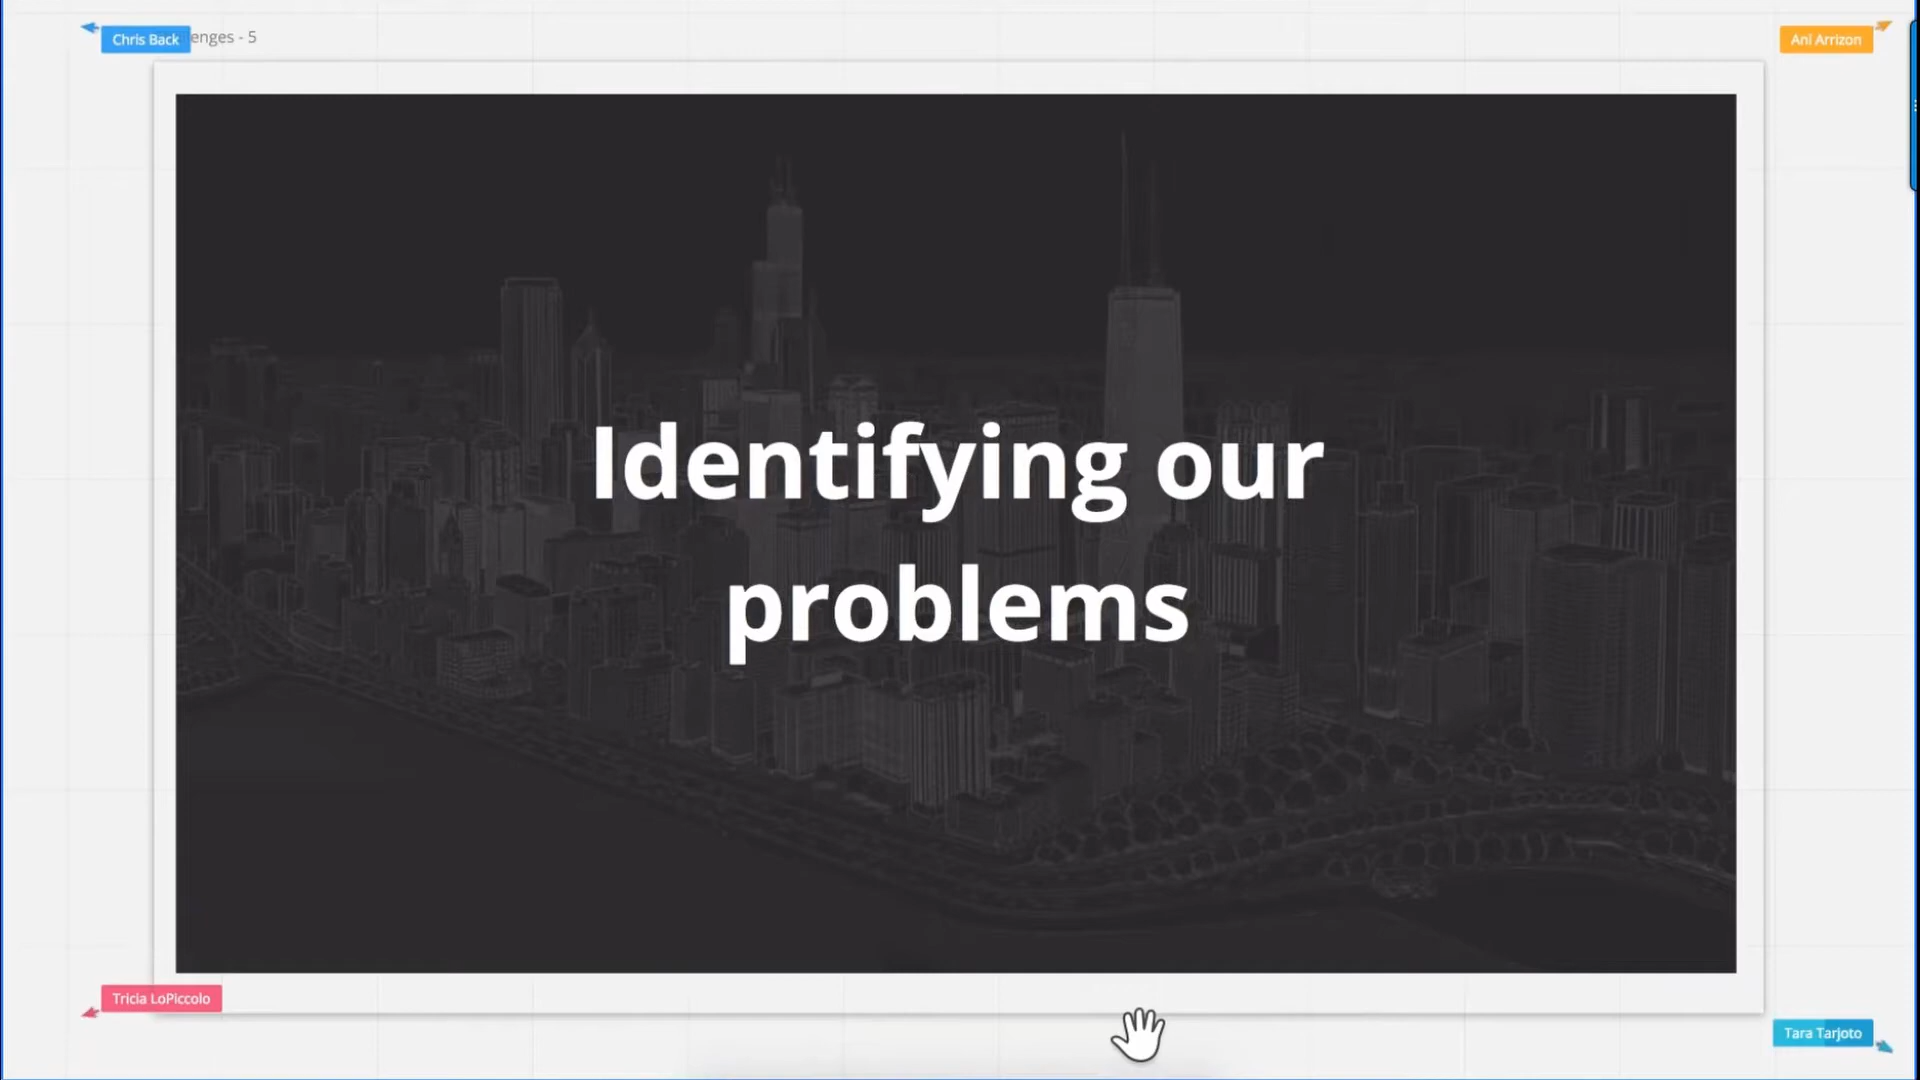 Chris Back
enges - 5
Ani Arrizon
Identifying our
problems
Tricia LoPiccolo
Tara Tarjoto